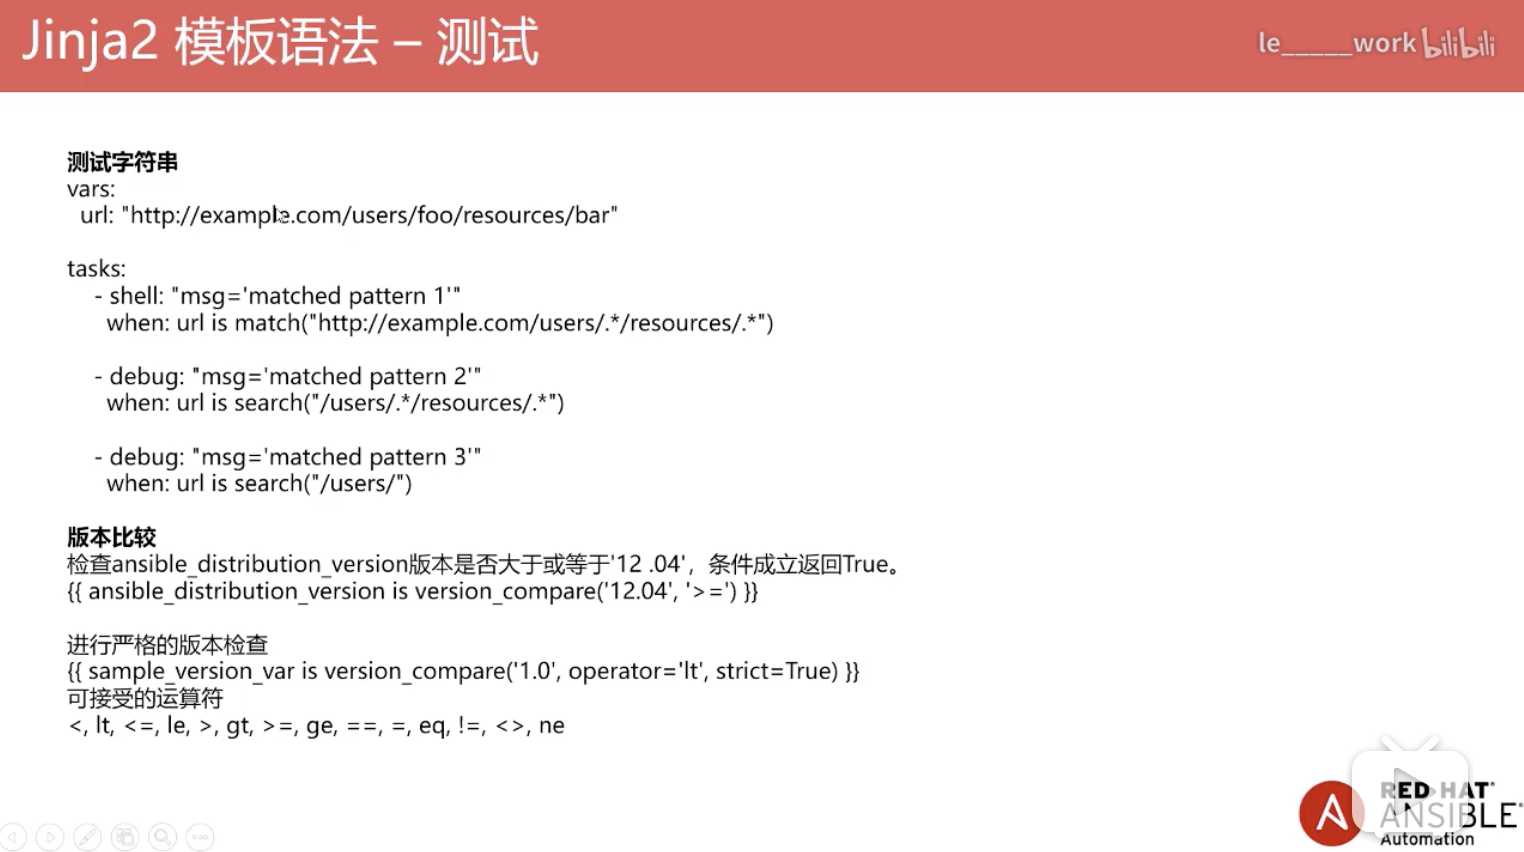 Jinja2 模板语法 – 测试
le_____work bilibili
测试字符串
vars:
url: "http://example.com/users/foo/resources/bar"
tasks:
- shell: "msg='matched pattern 1'"
when: url is match("http://example.com/users/.*/resources/.*")
- debug: "msg='matched pattern 2'"
when: url is search("/users/.*/resources/.*")
- debug: "msg='matched pattern 3'"
when: url is search("/users/")
版本比较
检查ansible_distribution_version版本是否大于或等于'12 .04'，条件成立返回True。
{{ ansible_distribution_version is version_compare('12.04', '>=') }}
进行严格的版本检查
{{ sample_version_var is version_compare('1.0', operator='lt', strict=True) }}
可接受的运算符
<, lt, <=, le, >, gt, >=, ge, ==, =, eq, !=, <>, ne
RED HAT
ANSIBLE
Automation